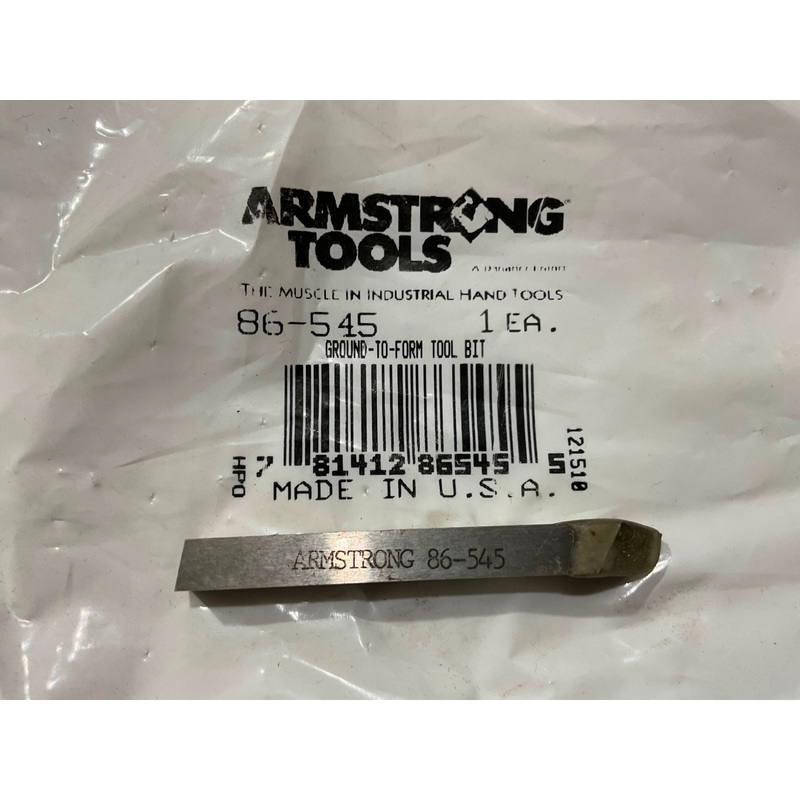 ARMSTRONG
TOOLS
THE MUSCLE IN INDUSTRIAL HAND TOOLS
86-545 1 EA.
GROUND-TO-FORM TOOL BIT
HPO 7 81412 86545 5 121510
MADE IN U.S.A.
ARMSTRONG 86-545